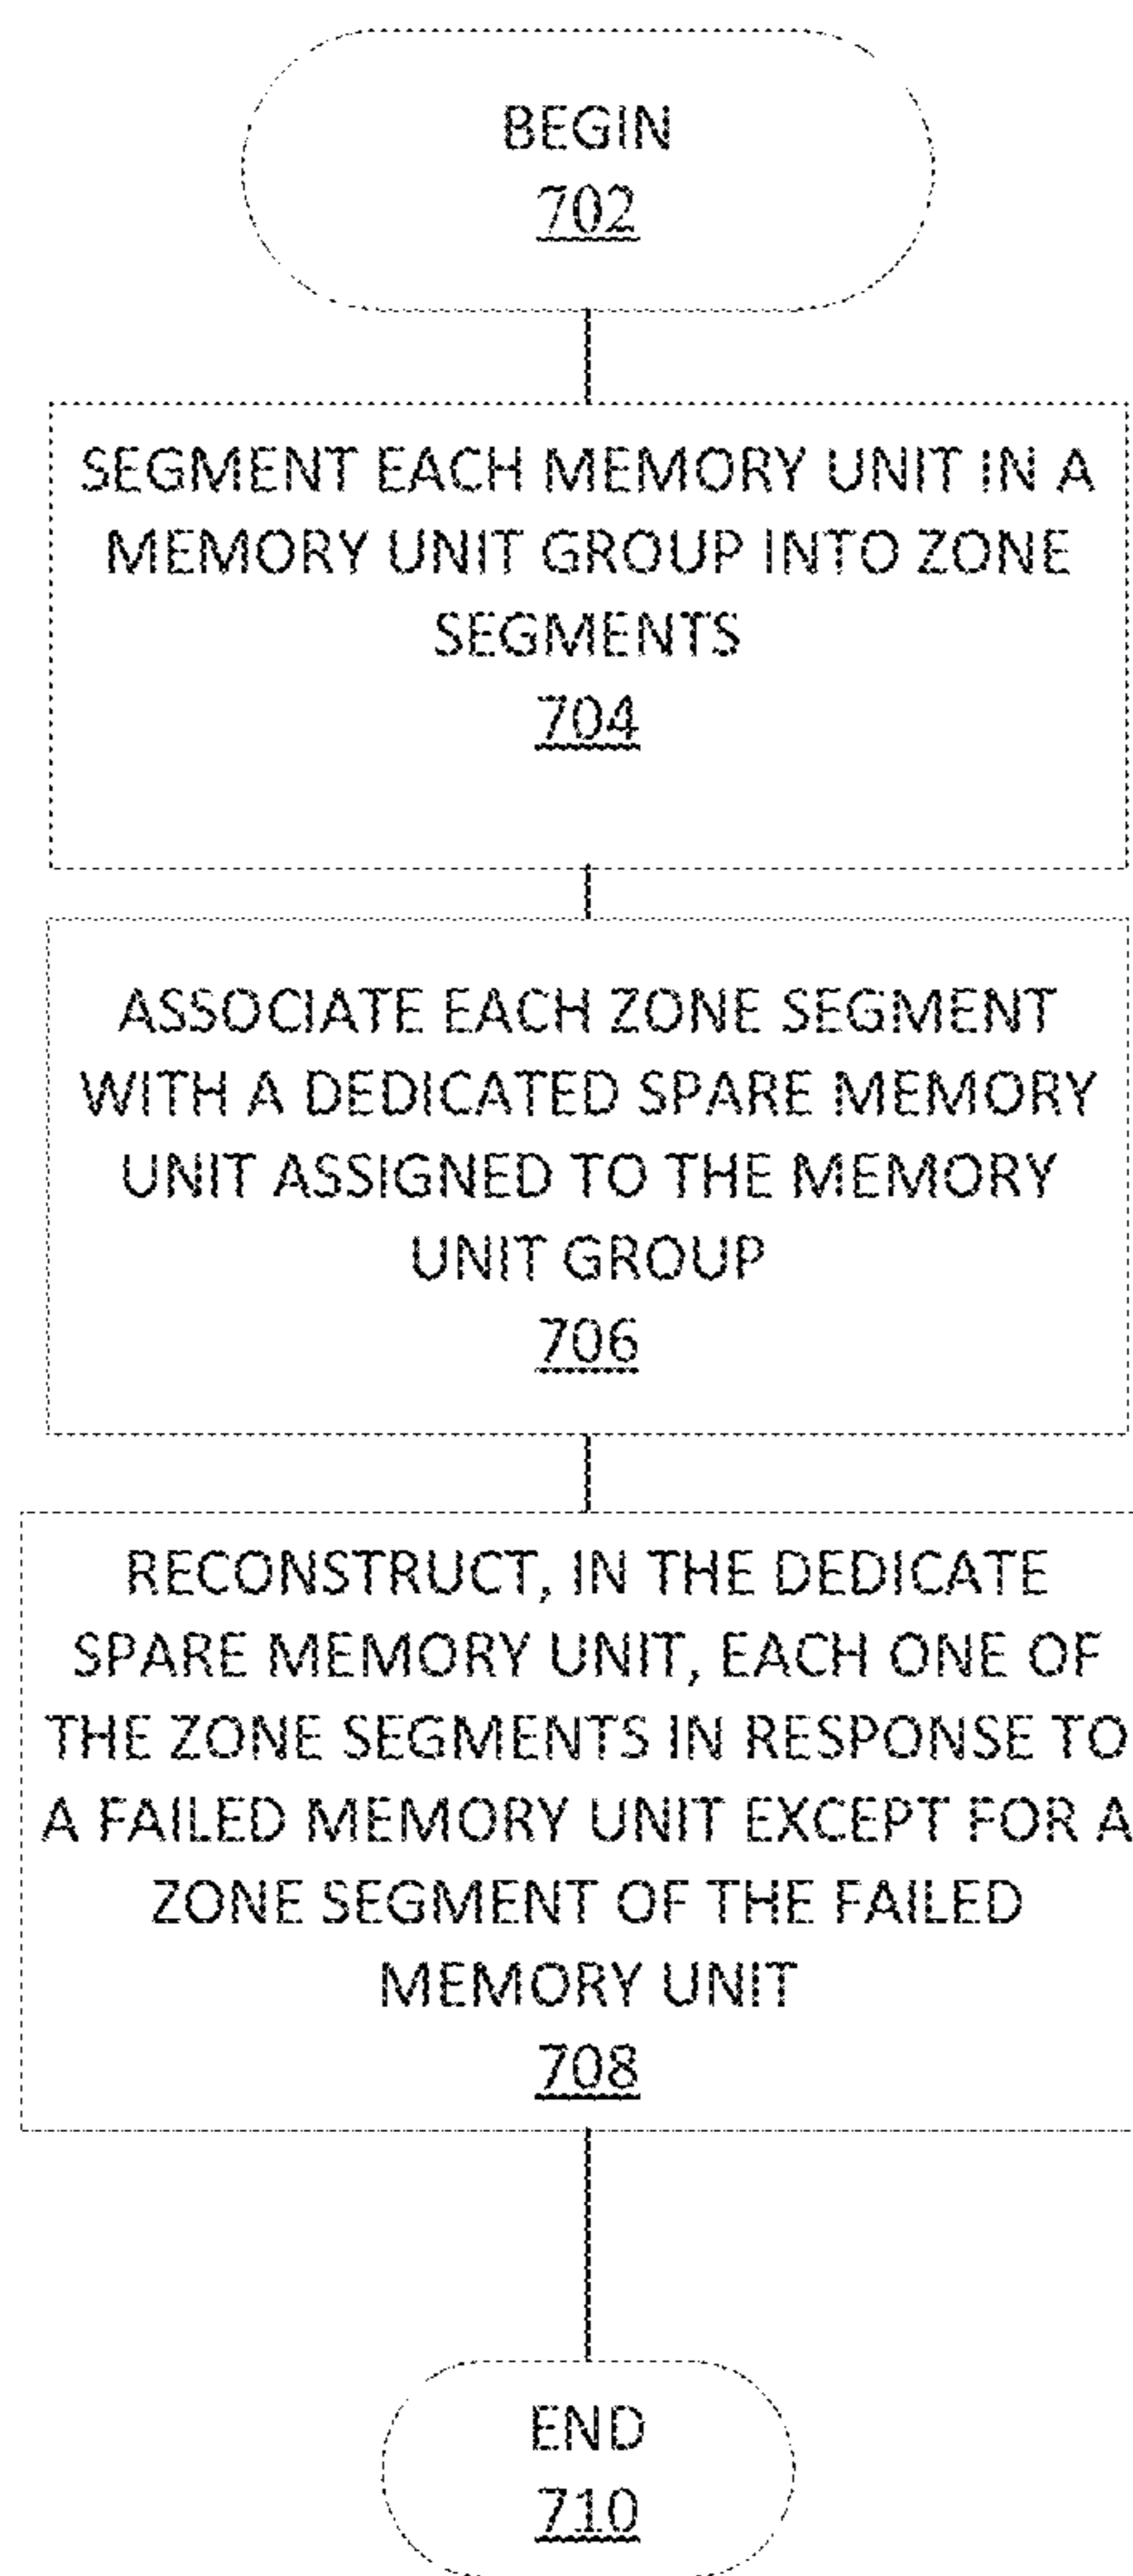 BEGIN
702
SEGMENT EACH MEMORY UNIT IN A
MEMORY UNIT GROUP INTO ZONE
SEGMENTS
704
ASSOCIATE EACH ZONE SEGMENT
WITH A DEDICATED SPARE MEMORY
UNIT ASSIGNED TO THE MEMORY
UNIT GROUP
706
RECONSTRUCT, IN THE DEDICATE
SPARE MEMORY UNIT, EACH ONE OF
THE ZONE SEGMENTS IN RESPONSE TO
A FAILED MEMORY UNIT EXCEPT FOR A
ZONE SEGMENT OF THE FAILED
MEMORY UNIT
708
END
710